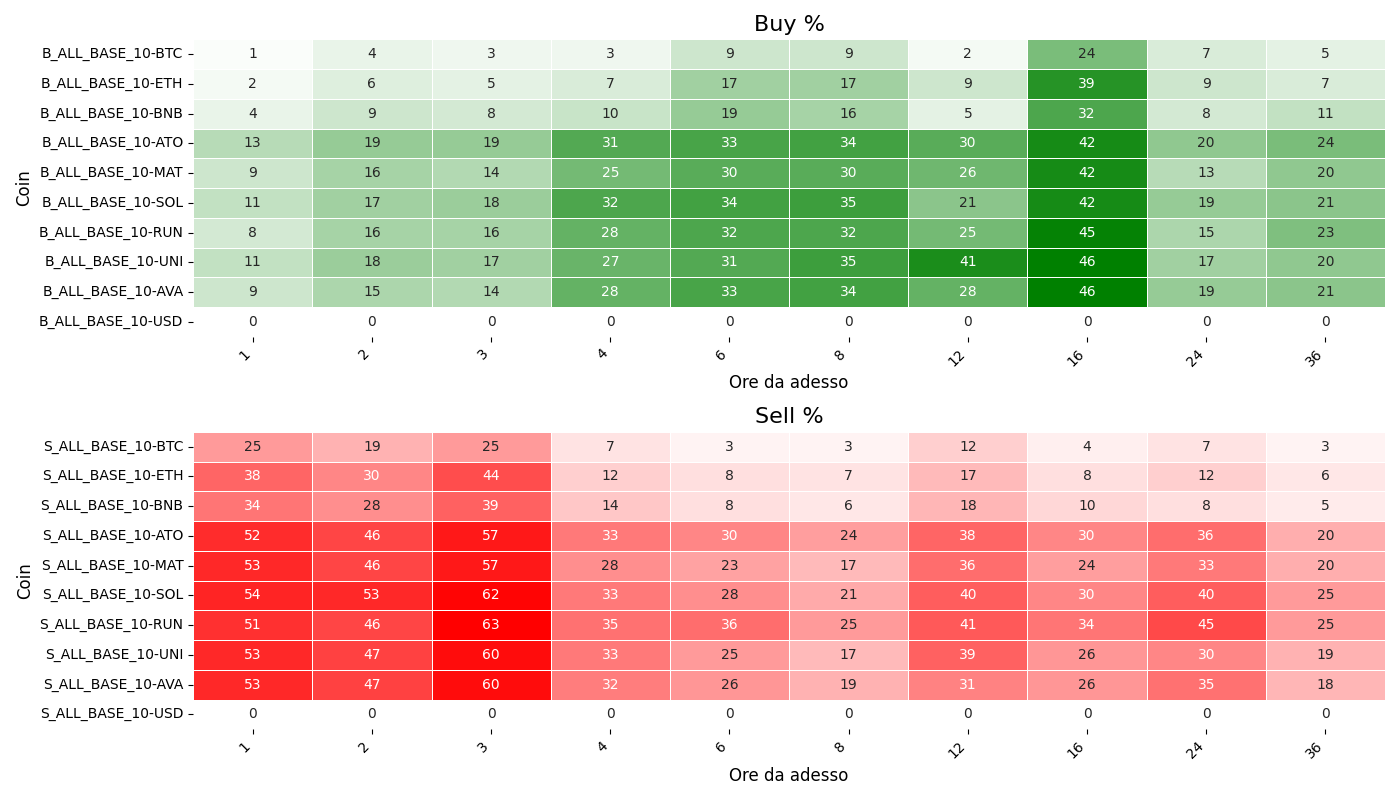 Buy %
B_ALL_BASE_10-BTC 1 4 3 3 9 9 2 24 7 5
B_ALL_BASE_10-ETH 2 6 5 7 17 17 9 39 9 7
B_ALL_BASE_10-BNB 4 9 8 10 19 16 5 32 8 11
B_ALL_BASE_10-ATO 13 19 19 31 33 34 30 42 20 24
B_ALL_BASE_10-MAT 9 16 14 25 30 30 26 42 13 20
B_ALL_BASE_10-SOL 11 17 18 32 34 35 21 42 19 21
B_ALL_BASE_10-RUN 8 16 16 28 32 32 25 45 15 23
B_ALL_BASE_10-UNI 11 18 17 27 31 35 41 46 17 20
B_ALL_BASE_10-AVA 9 15 14 28 33 34 28 46 19 21
B_ALL_BASE_10-USD 0 0 0 0 0 0 0 0 0 0
Coin
1 2 3 4 6 8 12 16 24 36
Ore da adesso
Sell %
S_ALL_BASE_10-BTC 25 19 25 7 3 3 12 4 7 3
S_ALL_BASE_10-ETH 38 30 44 12 8 7 17 8 12 6
S_ALL_BASE_10-BNB 34 28 39 14 8 6 18 10 8 5
S_ALL_BASE_10-ATO 52 46 57 33 30 24 38 30 36 20
S_ALL_BASE_10-MAT 53 46 57 28 23 17 36 24 33 20
S_ALL_BASE_10-SOL 54 53 62 33 28 21 40 30 40 25
S_ALL_BASE_10-RUN 51 46 63 35 36 25 41 34 45 25
S_ALL_BASE_10-UNI 53 47 60 33 25 17 39 26 30 19
S_ALL_BASE_10-AVA 53 47 60 32 26 19 31 26 35 18
S_ALL_BASE_10-USD 0 0 0 0 0 0 0 0 0 0
Coin
1 2 3 4 6 8 12 16 24 36
Ore da adesso